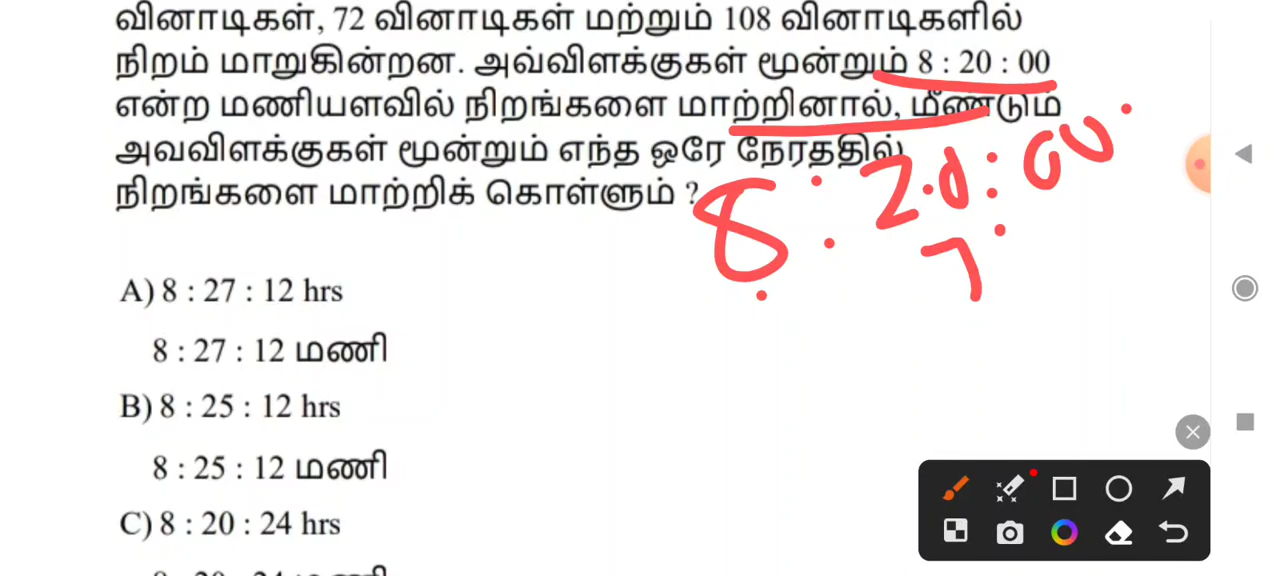 வினாடிகள், 72 வினாடிகள் மற்றும் 108 வினாடிகளில்
நிறம் மாறுகின்றன. அவ்விளக்குகள் மூன்றும் 8 : 20 : 00
என்ற மணியளவில் நிறங்களை மாற்றினால், மீண்டும்
அவவிளக்குகள் மூன்றும் எந்த ஒரே நேரததில்
நிறங்களை மாற்றிக் கொள்ளும் ?
8 : 20 : 00
7
A) 8 : 27 : 12 hrs
8 : 27 : 12 மணி
B) 8 : 25 : 12 hrs
8 : 25 : 12 மணி
C) 8 : 20 : 24 hrs